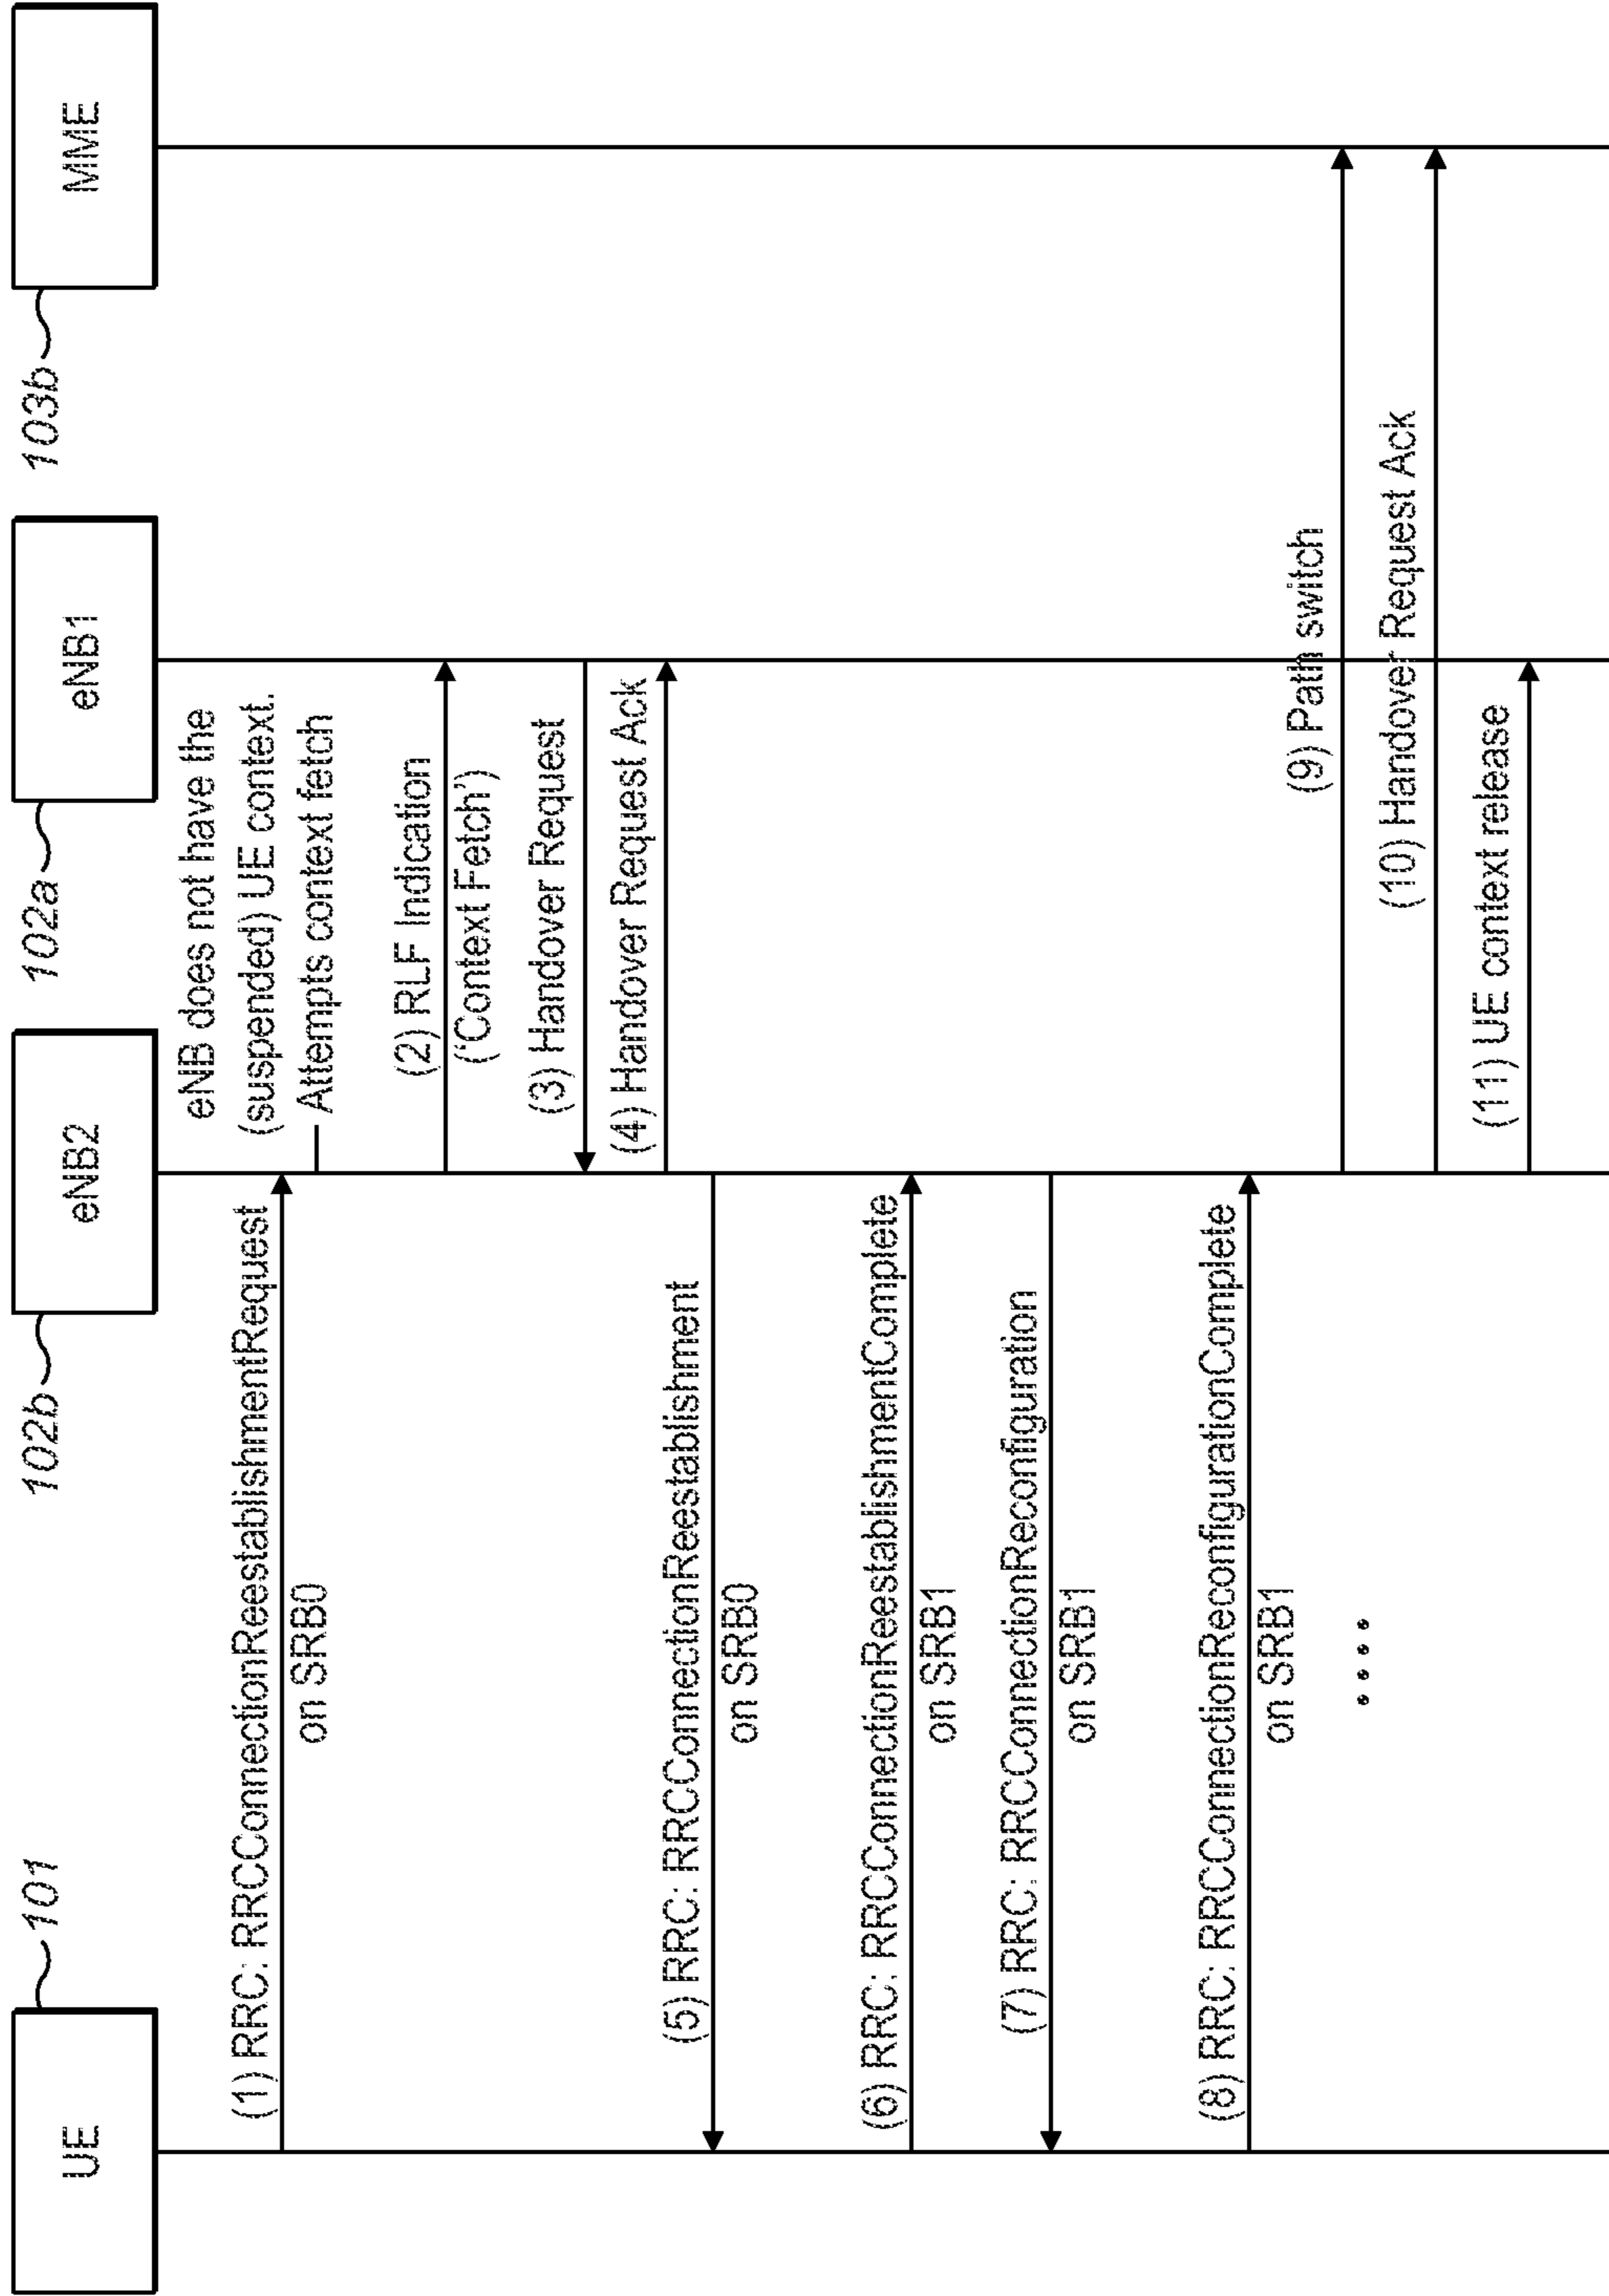 UE
101
eNB2
102b
eNB1
102a
MME
103b
(1) RRC: RRCConnectionReestablishmentRequest
on SRB0
eNB does not have the
(suspended) UE context.
Attempts context fetch
(2) RLF Indication
('Context Fetch')
(3) Handover Request
(4) Handover Request Ack
(5) RRC: RRCConnectionReestablishment
on SRB0
(6) RRC: RRCConnectionReestablishmentComplete
on SRB1
(7) RRC: RRCConnectionReconfiguration
on SRB1
(8) RRC: RRCConnectionReconfigurationComplete
on SRB1
....
(9) Path switch
(10) Handover Request Ack
(11) UE context release